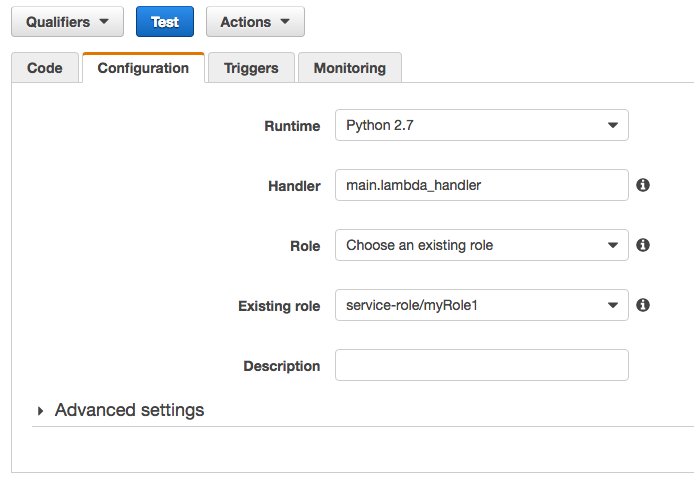 Qualifiers Test Actions
Code Configuration Triggers Monitoring
Runtime Python 2.7
Handler main.lambda_handler
Role Choose an existing role
Existing role service-role/myRole1
Description
Advanced settings